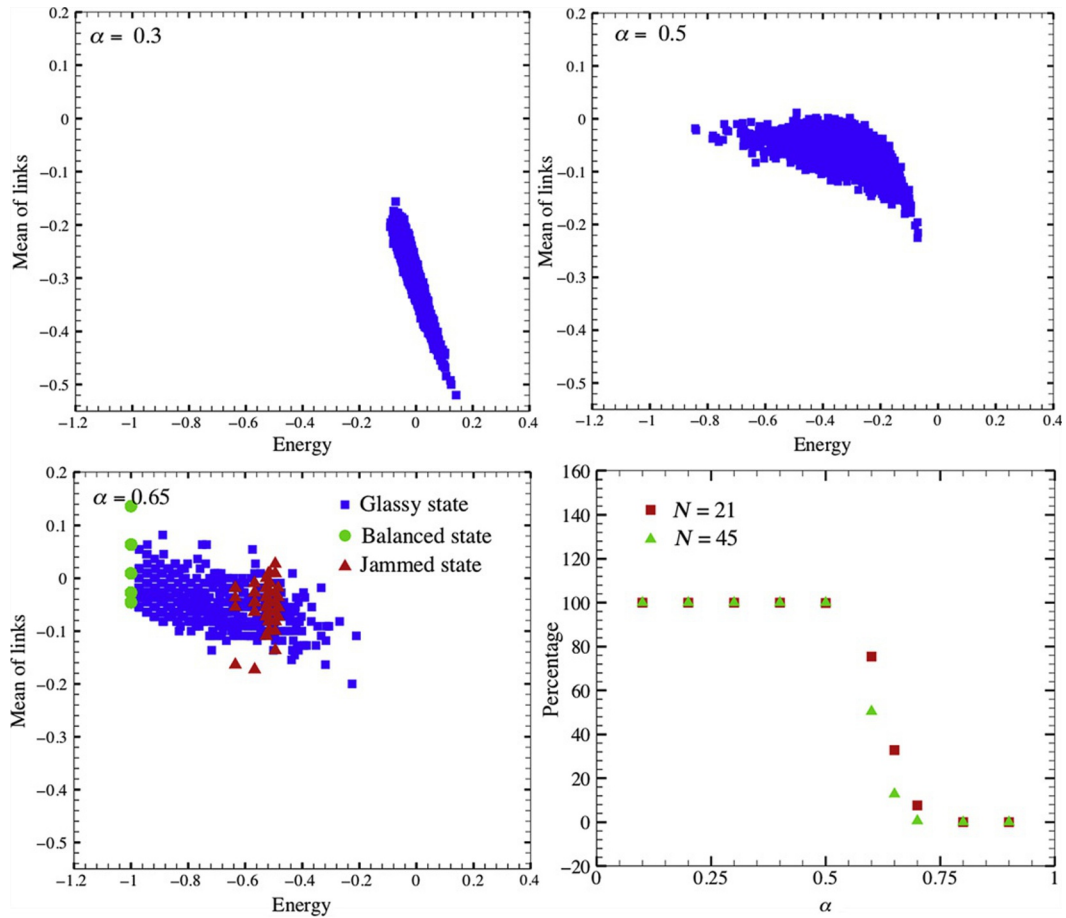 α = 0.3
0.2
0.1
0
−0.1
−0.2
−0.3
−0.4
−0.5
Mean of links
−1.2 −1 −0.8 −0.6 −0.4 −0.2 0 0.2 0.4
Energy
α = 0.5
0.2
0.1
0
−0.1
−0.2
−0.3
−0.4
−0.5
Mean of links
−1.2 −1 −0.8 −0.6 −0.4 −0.2 0 0.2 0.4
Energy
α = 0.65
Glassy state
Balanced state
Jammed state
0.2
0.1
0
−0.1
−0.2
−0.3
−0.4
−0.5
Mean of links
−1.2 −1 −0.8 −0.6 −0.4 −0.2 0 0.2 0.4
Energy
N = 21
N = 45
160
140
120
100
80
60
40
20
0
−20
Percentage
0 0.25 0.5 0.75 1
α